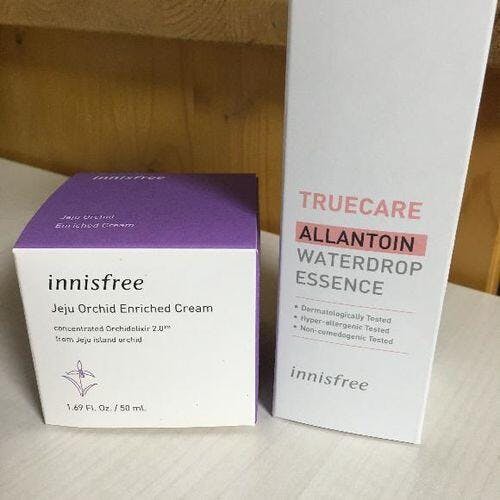 innisfree
Jeju Orchid
Enriched Cream
innisfree
Jeju Orchid Enriched Cream
concentrated Orchidelixir 2.0™
from Jeju island orchid
1.69 Fl. Oz. / 50 mL
TRUECARE
ALLANTOIN
WATERDROP
ESSENCE
• Dermatologically Tested
• Hyper-allergenic Tested
• Non-comedogenic Tested
innisfree